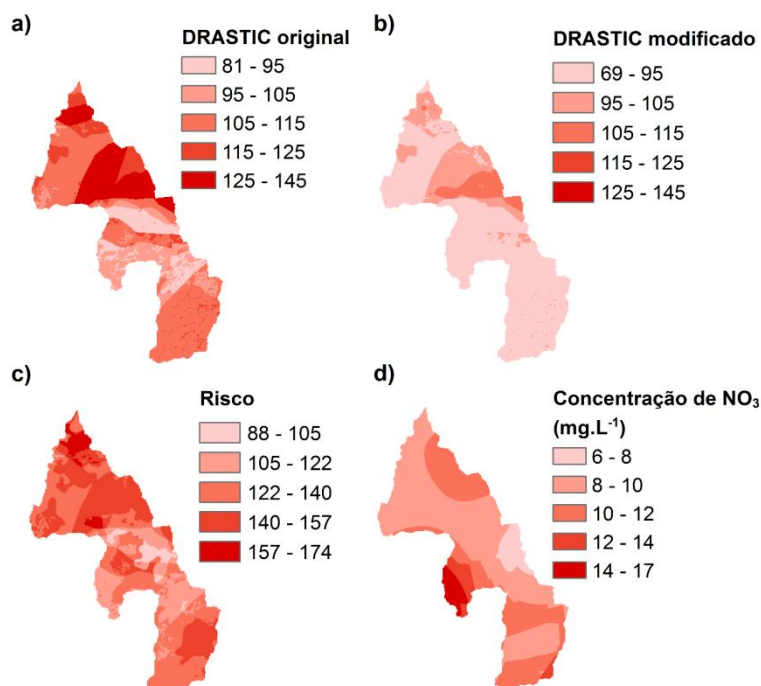 a)
DRASTIC original
81 - 95
95 - 105
105 - 115
115 - 125
125 - 145
b)
DRASTIC modificado
69 - 95
95 - 105
105 - 115
115 - 125
125 - 145
c)
Risco
88 - 105
105 - 122
122 - 140
140 - 157
157 - 174
d)
Concentração de NO₃
(mg.L⁻¹)
6 - 8
8 - 10
10 - 12
12 - 14
14 - 17